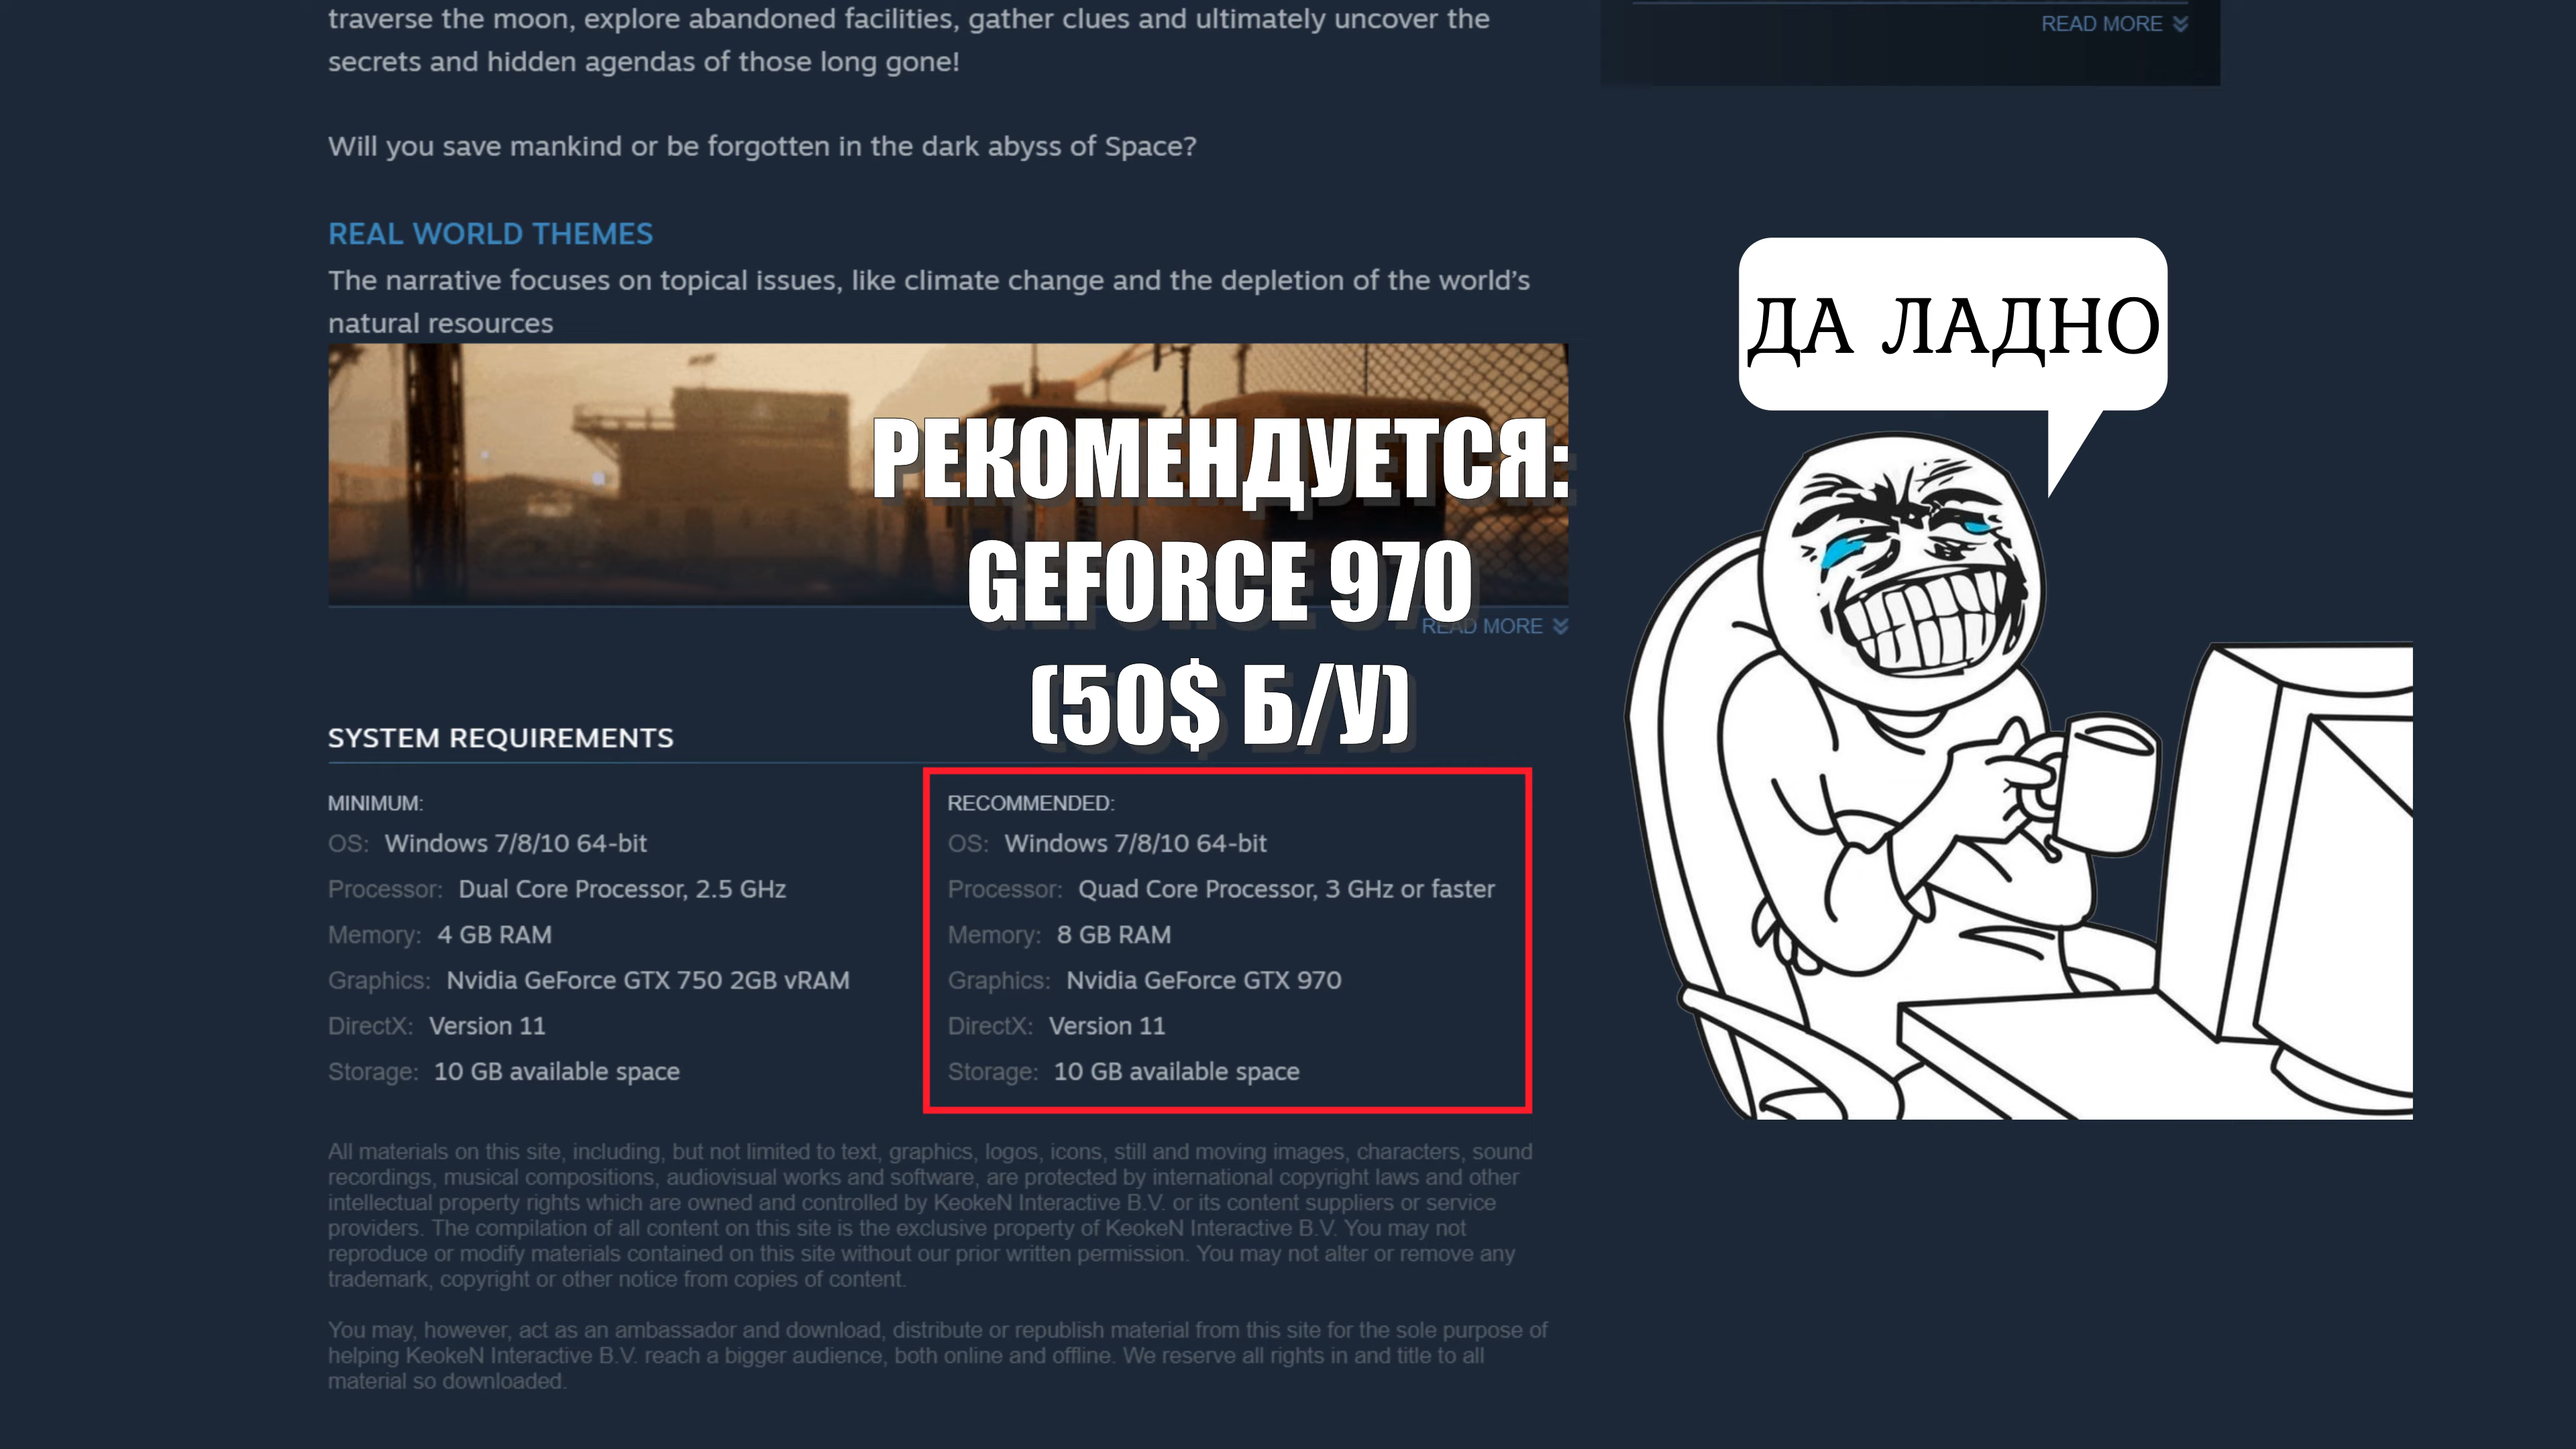 traverse the moon, explore abandoned facilities, gather clues and ultimately uncover the
secrets and hidden agendas of those long gone!
READ MORE
Will you save mankind or be forgotten in the dark abyss of Space?
REAL WORLD THEMES
The narrative focuses on topical issues, like climate change and the depletion of the world’s
natural resources
ДА ЛАДНО
РЕКОМЕНДУЕТСЯ:
GEFORCE 970
READ MORE
(50$ Б/У)
SYSTEM REQUIREMENTS
MINIMUM:
OS: Windows 7/8/10 64-bit
Processor: Dual Core Processor, 2.5 GHz
Memory: 4 GB RAM
Graphics: Nvidia GeForce GTX 750 2GB vRAM
DirectX: Version 11
Storage: 10 GB available space
RECOMMENDED:
OS: Windows 7/8/10 64-bit
Processor: Quad Core Processor, 3 GHz or faster
Memory: 8 GB RAM
Graphics: Nvidia GeForce GTX 970
DirectX: Version 11
Storage: 10 GB available space
All materials on this site, including, but not limited to text, graphics, logos, icons, still and moving images, characters, sound
recordings, musical compositions, audiovisual works and software, are protected by international copyright laws and other
intellectual property rights which are owned and controlled by KeokeN Interactive B.V. or its content suppliers or service
providers. The compilation of all content on this site is the exclusive property of KeokeN Interactive B.V. You may not
reproduce or modify materials contained on this site without our prior written permission. You may not alter or remove any
trademark, copyright or other notice from copies of content.
You may, however, act as an ambassador and download, distribute or republish material from this site for the sole purpose of
helping KeokeN Interactive B.V. reach a bigger audience, both online and offline. We reserve all rights in and title to all
material so downloaded.